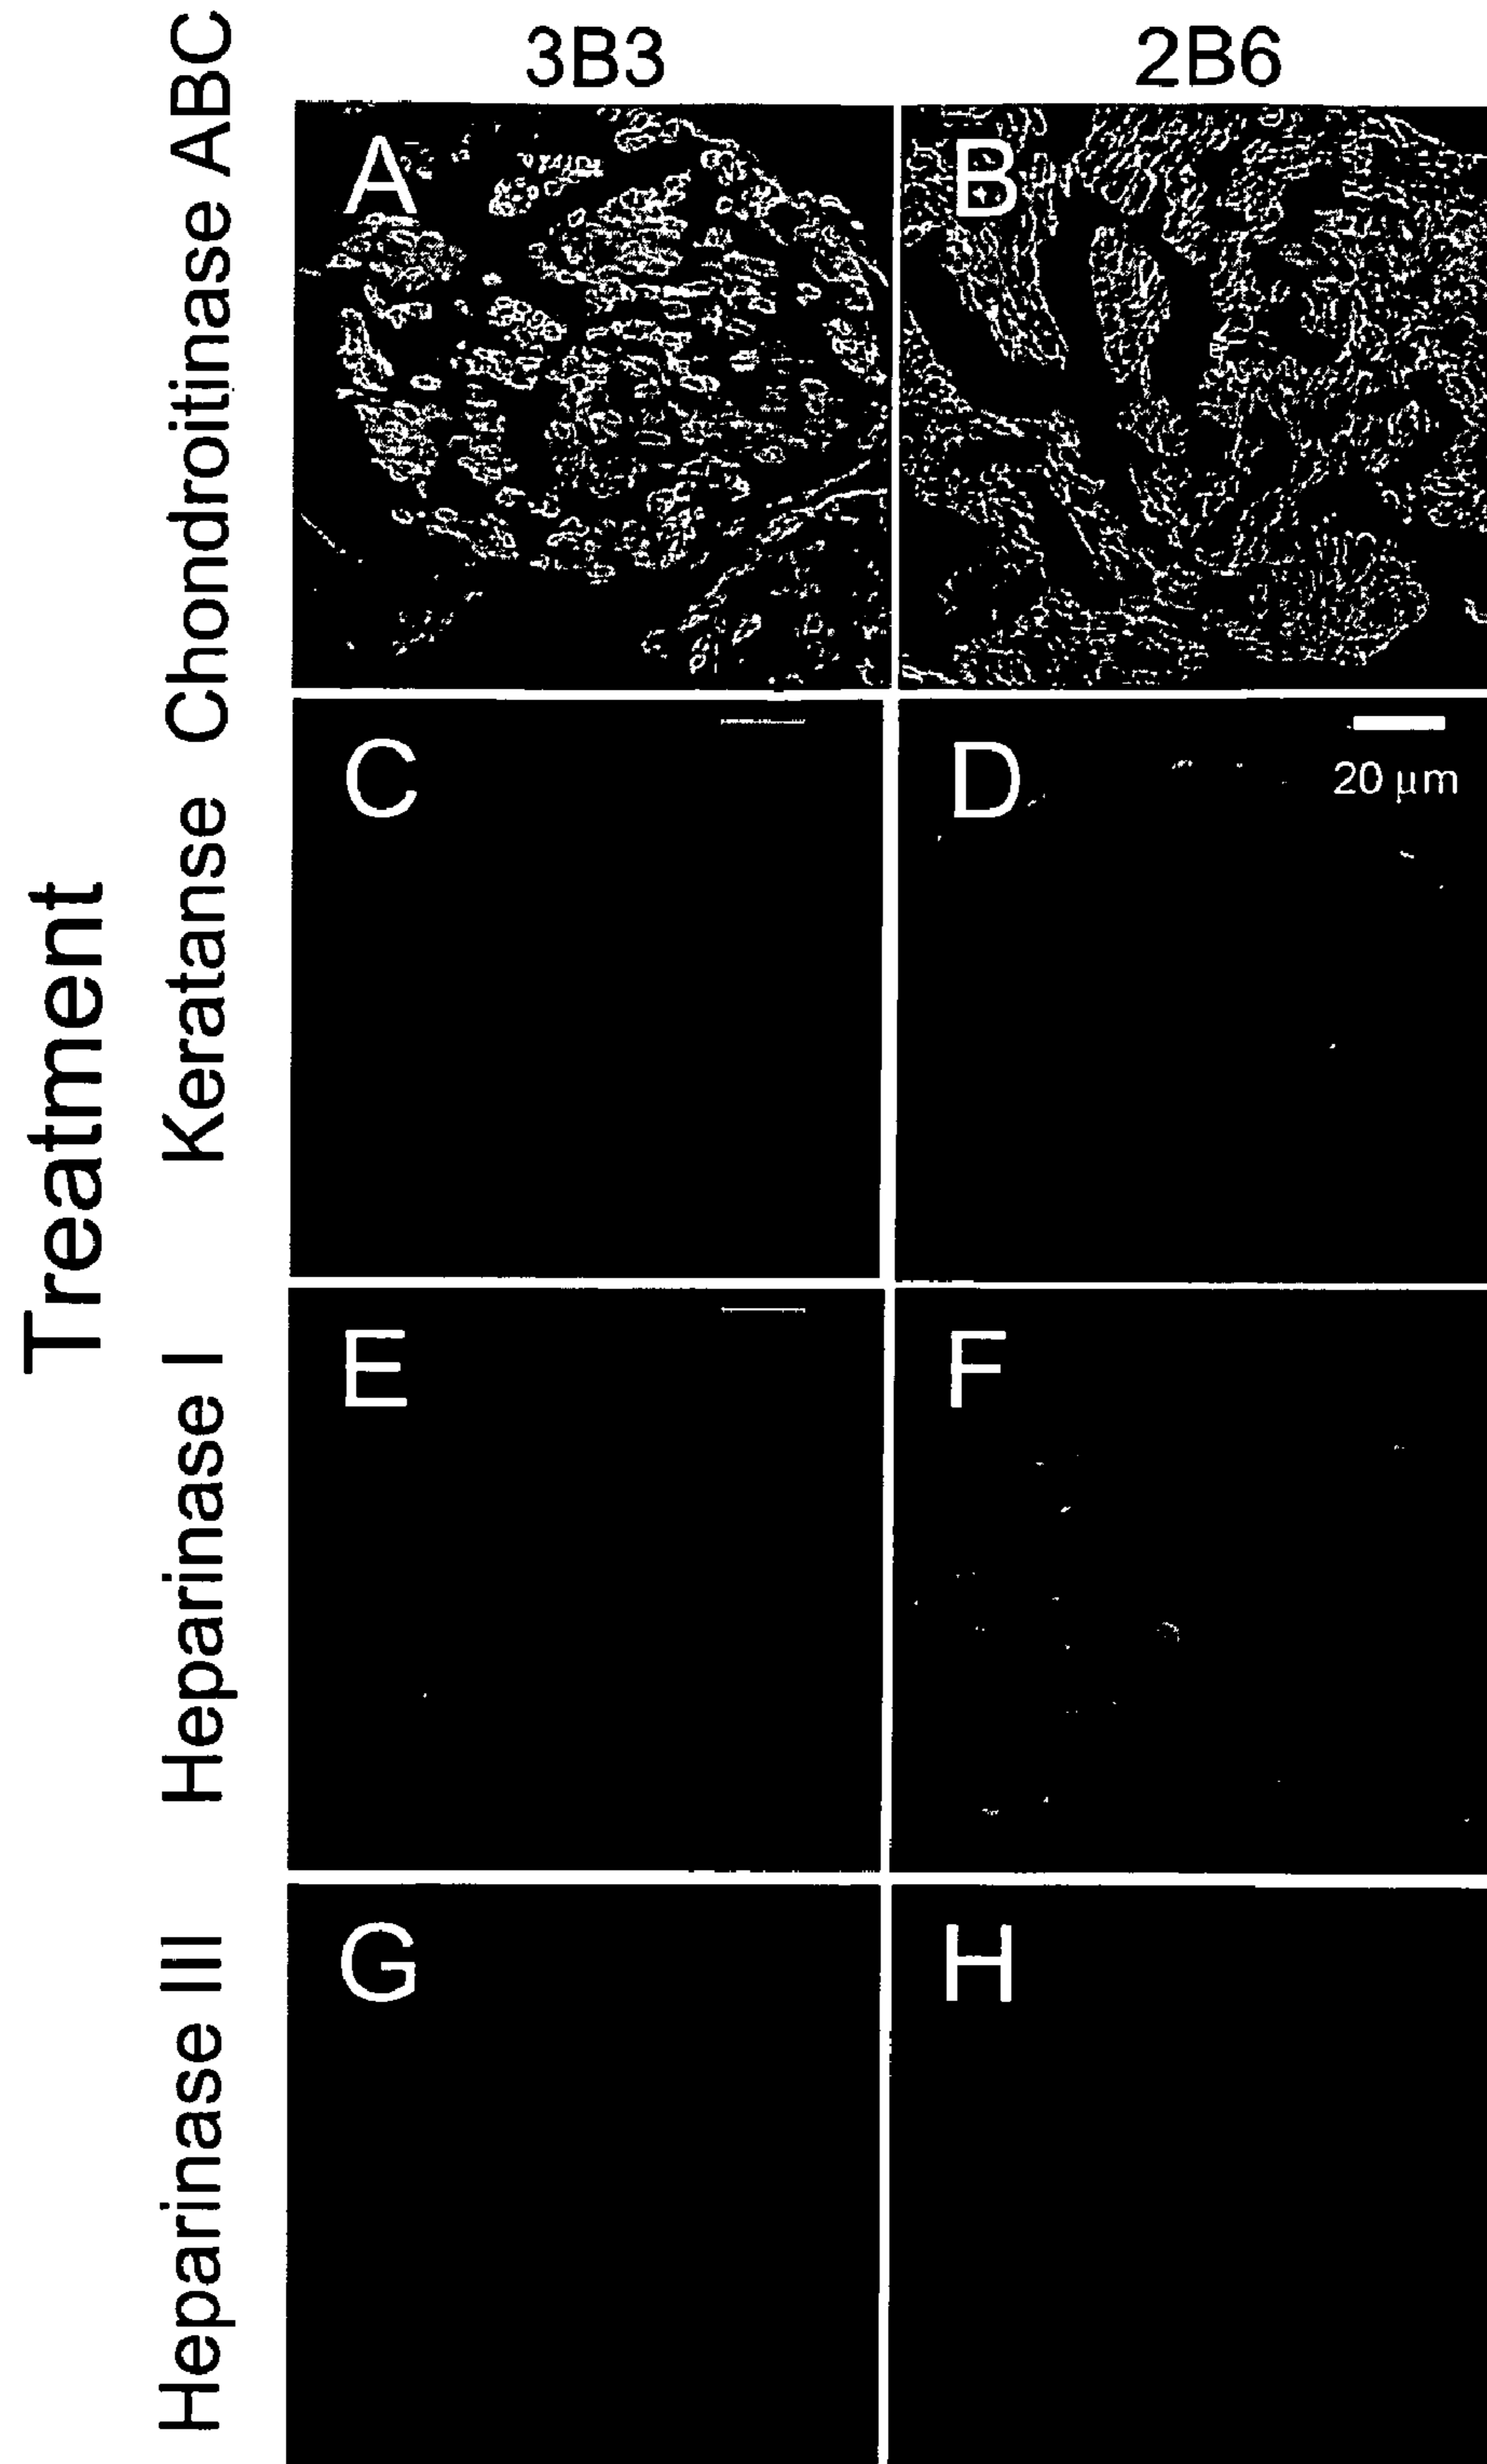 3B3
2B6
Treatment
Chondroitinase ABC
A
B
Keratanse
C
D
20 μm
Heparinase I
E
F
Heparinase III
G
H